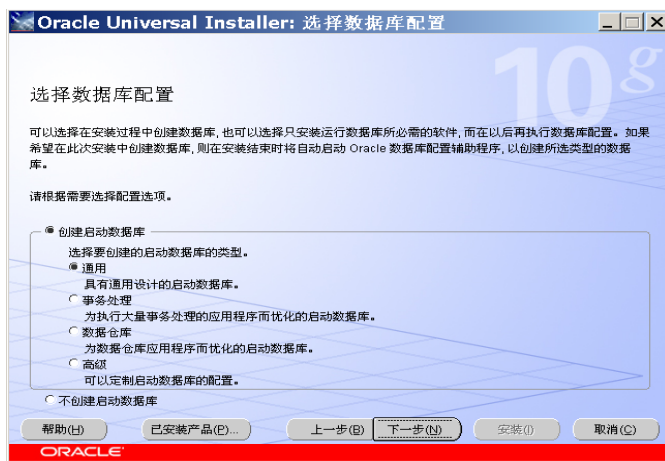 Oracle Universal Installer: 选择数据库配置
10g
选择数据库配置
可以选择在安装过程中创建数据库, 也可以选择只安装运行数据库所必需的软件, 而在以后再执行数据库配置。如果
希望在此次安装中创建数据库, 则在安装结束时将自动启动 Oracle 数据库配置辅助程序, 以创建所选类型的数据
库。
请根据需要选择配置选项。
创建启动数据库
选择要创建的启动数据库的类型。
通用
具有通用设计的启动数据库。
事务处理
为执行大量事务处理的应用程序而优化的启动数据库。
数据仓库
为数据仓库应用程序而优化的启动数据库。
高级
可以定制启动数据库的配置。
不创建启动数据库
帮助(H) 已安装产品(P)... 上一步(B) 下一步(N) 安装(I) 取消(C)
ORACLE